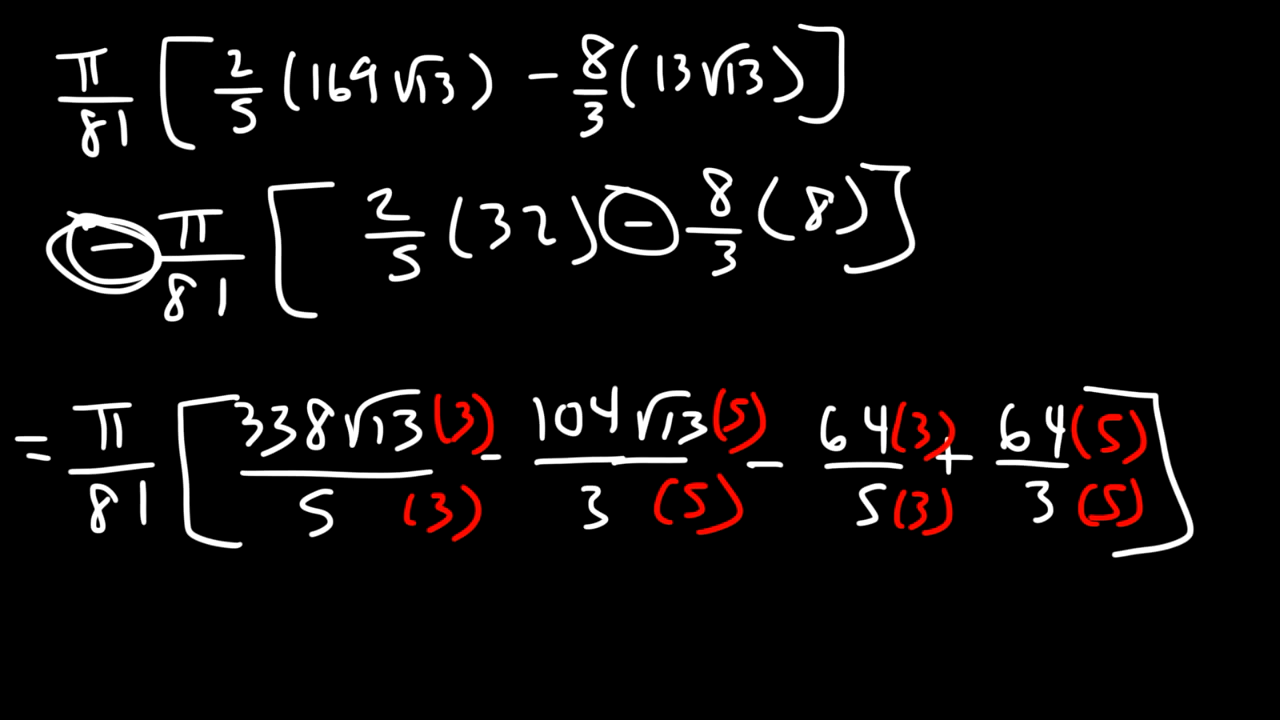 π/81 [ 2/5 (169√13) - 8/3 (13√13) ]
- π/81 [ 2/5 (32) - 8/3 (8) ]
= π/81 [ 338√13(3)/5(3) - 104√13(5)/3(5) - 64(3)/5(3) + 64(5)/3(5) ]